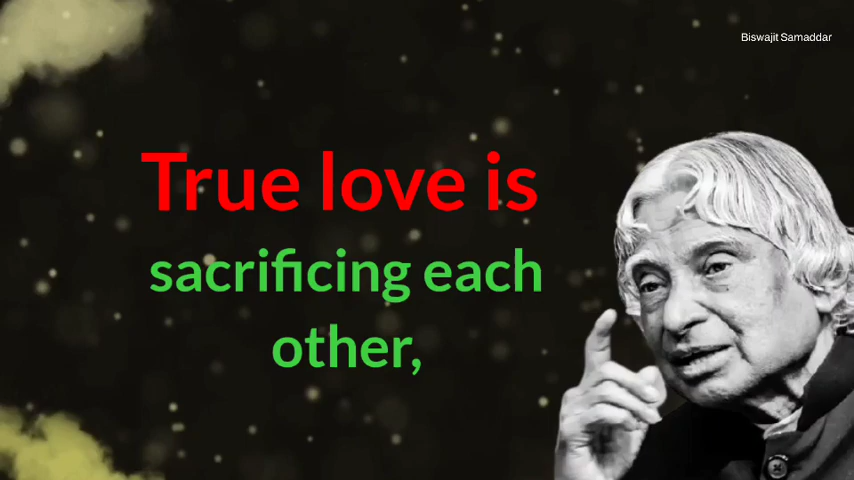 Biswajit Samaddar
True love is
sacrificing each
other,